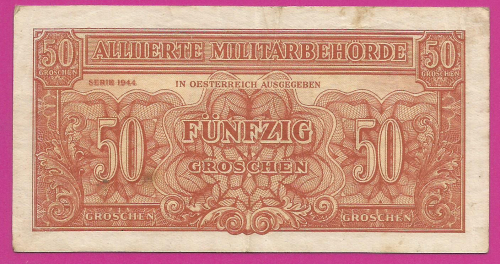 50 GROSCHEN
ALLIIERTE MILITÄRBEHÖRDE
50 GROSCHEN
SERIE 1944
IN OESTERREICH AUSGEGEBEN
50
FÜNFZIG
GROSCHEN
50
GROSCHEN
GROSCHEN